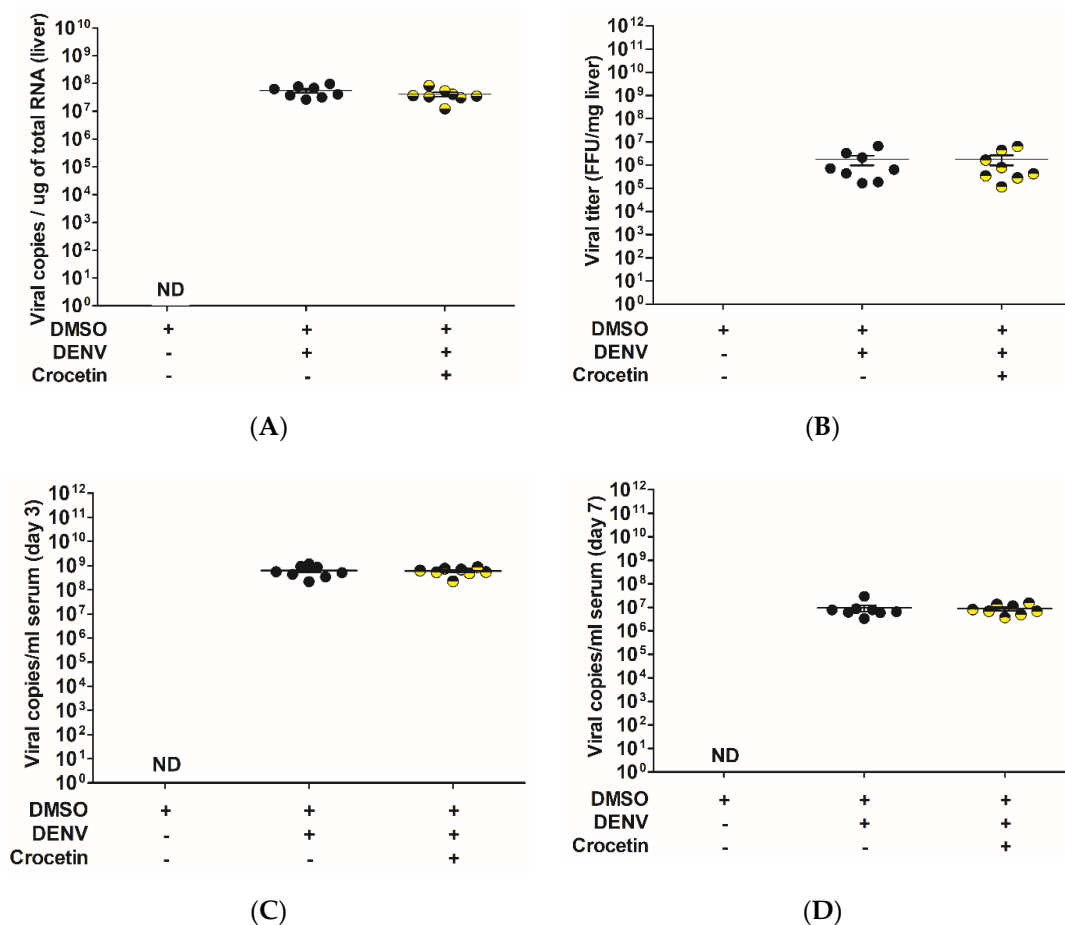 Viral copies / ug of total RNA (liver)
10^10
10^9
10^8
10^7
10^6
10^5
10^4
10^3
10^2
10^1
10^0
ND
DMSO + + +
DENV - + +
Crocetin - - +
(A)
Viral titer (FFU/mg liver)
10^12
10^11
10^10
10^9
10^8
10^7
10^6
10^5
10^4
10^3
10^2
10^1
10^0
DMSO + + +
DENV - + +
Crocetin - - +
(B)
Viral copies/ml serum (day 3)
10^12
10^11
10^10
10^9
10^8
10^7
10^6
10^5
10^4
10^3
10^2
10^1
10^0
ND
DMSO + + +
DENV - + +
Crocetin - - +
(C)
Viral copies/ml serum (day 7)
10^12
10^11
10^10
10^9
10^8
10^7
10^6
10^5
10^4
10^3
10^2
10^1
10^0
ND
DMSO + + +
DENV - + +
Crocetin - - +
(D)